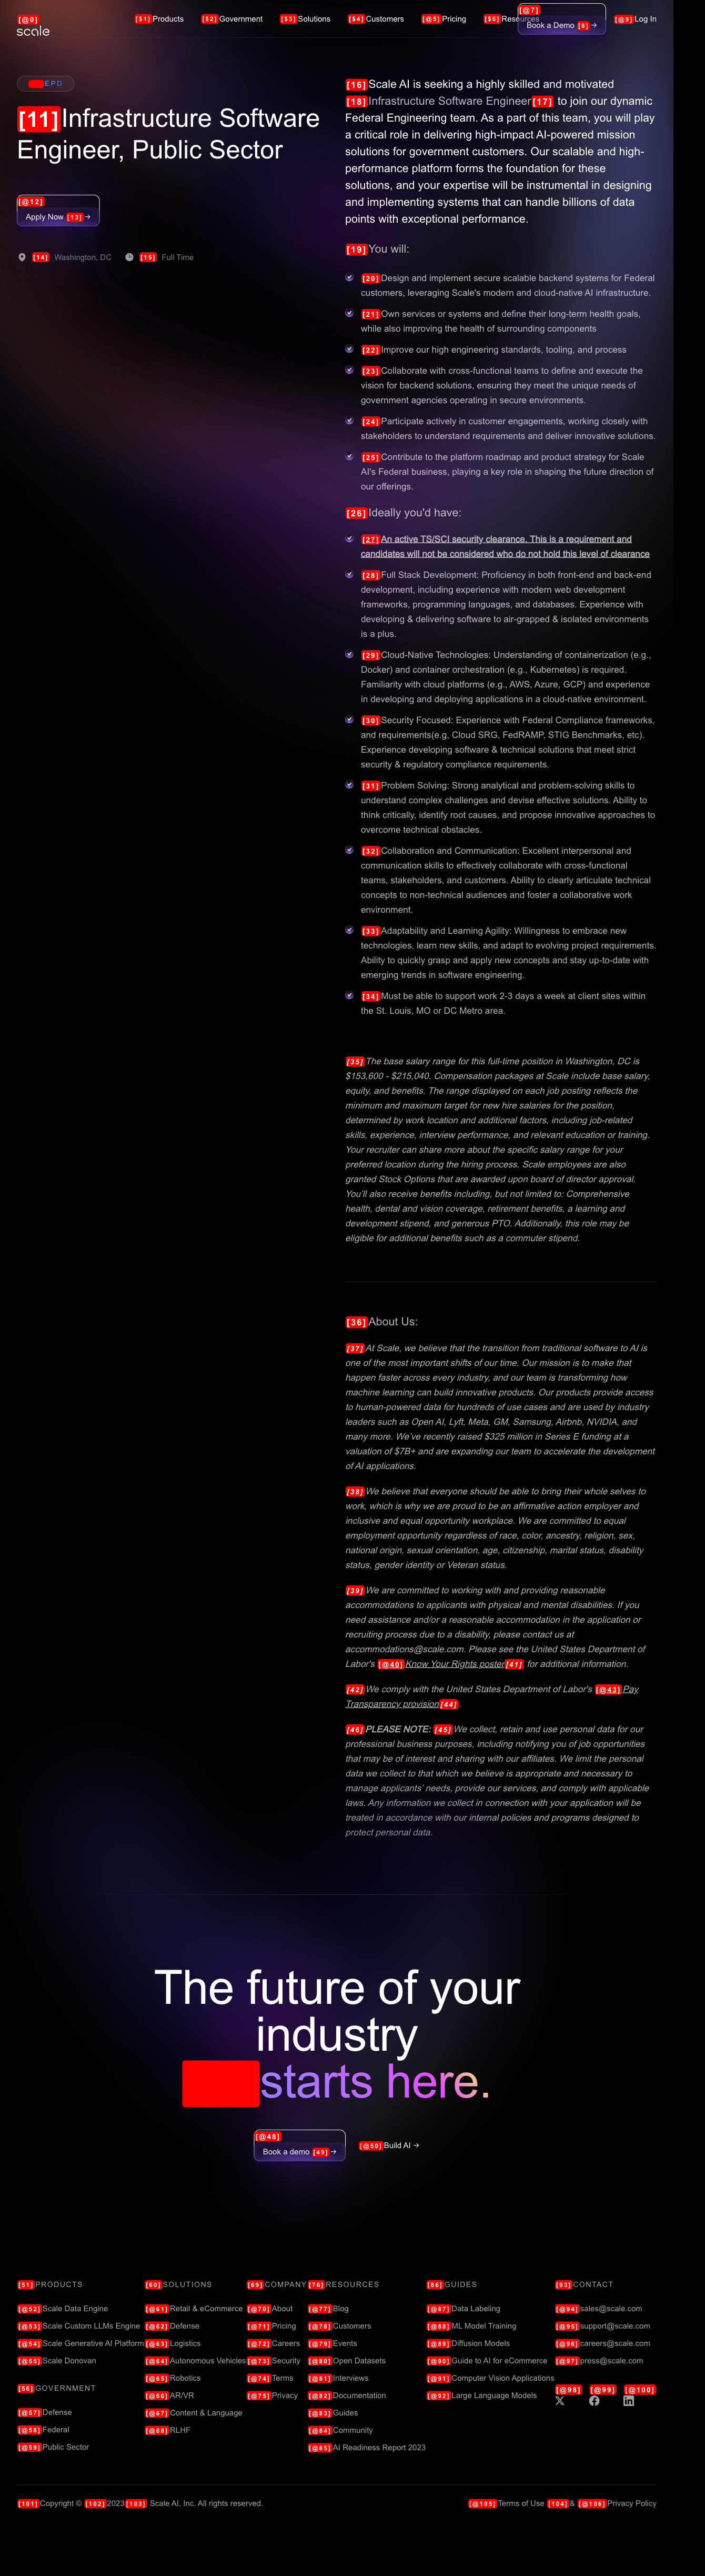 [@0]
scale
[$1] Products [$2] Government [$3] Solutions [$4] Customers [@5] Pricing [$6] Resources
[@7]
Book a Demo [8] →
[@9] Log In
EPD
[11]Infrastructure Software
Engineer, Public Sector
[@12]
Apply Now [13] →
[14] Washington, DC [15] Full Time
[16]Scale AI is seeking a highly skilled and motivated
[18]Infrastructure Software Engineer[17] to join our dynamic
Federal Engineering team. As a part of this team, you will play
a critical role in delivering high-impact AI-powered mission
solutions for government customers. Our scalable and high-
performance platform forms the foundation for these
solutions, and your expertise will be instrumental in designing
and implementing systems that can handle billions of data
points with exceptional performance.
[19]You will:
[20]Design and implement secure scalable backend systems for Federal
customers, leveraging Scale's modern and cloud-native AI infrastructure.
[21]Own services or systems and define their long-term health goals,
while also improving the health of surrounding components
[22]Improve our high engineering standards, tooling, and process
[23]Collaborate with cross-functional teams to define and execute the
vision for backend solutions, ensuring they meet the unique needs of
government agencies operating in secure environments.
[24]Participate actively in customer engagements, working closely with
stakeholders to understand requirements and deliver innovative solutions.
[25]Contribute to the platform roadmap and product strategy for Scale
AI's Federal business, playing a key role in shaping the future direction of
our offerings.
[26]Ideally you'd have:
[27]An active TS/SCI security clearance. This is a requirement and
candidates will not be considered who do not hold this level of clearance
[28]Full Stack Development: Proficiency in both front-end and back-end
development, including experience with modern web development
frameworks, programming languages, and databases. Experience with
developing & delivering software to air-grapped & isolated environments
is a plus.
[29]Cloud-Native Technologies: Understanding of containerization (e.g.,
Docker) and container orchestration (e.g., Kubernetes) is required.
Familiarity with cloud platforms (e.g., AWS, Azure, GCP) and experience
in developing and deploying applications in a cloud-native environment.
[30]Security Focused: Experience with Federal Compliance frameworks,
and requirements(e.g, Cloud SRG, FedRAMP, STIG Benchmarks, etc).
Experience developing software & technical solutions that meet strict
security & regulatory compliance requirements.
[31]Problem Solving: Strong analytical and problem-solving skills to
understand complex challenges and devise effective solutions. Ability to
think critically, identify root causes, and propose innovative approaches to
overcome technical obstacles.
[32]Collaboration and Communication: Excellent interpersonal and
communication skills to effectively collaborate with cross-functional
teams, stakeholders, and customers. Ability to clearly articulate technical
concepts to non-technical audiences and foster a collaborative work
environment.
[33]Adaptability and Learning Agility: Willingness to embrace new
technologies, learn new skills, and adapt to evolving project requirements.
Ability to quickly grasp and apply new concepts and stay up-to-date with
emerging trends in software engineering.
[34]Must be able to support work 2-3 days a week at client sites within
the St. Louis, MO or DC Metro area.
[35]The base salary range for this full-time position in Washington, DC is
$153,600 - $215,040. Compensation packages at Scale include base salary,
equity, and benefits. The range displayed on each job posting reflects the
minimum and maximum target for new hire salaries for the position,
determined by work location and additional factors, including job-related
skills, experience, interview performance, and relevant education or training.
Your recruiter can share more about the specific salary range for your
preferred location during the hiring process. Scale employees are also
granted Stock Options that are awarded upon board of director approval.
You'll also receive benefits including, but not limited to: Comprehensive
health, dental and vision coverage, retirement benefits, a learning and
development stipend, and generous PTO. Additionally, this role may be
eligible for additional benefits such as a commuter stipend.
[36]About Us:
[37]At Scale, we believe that the transition from traditional software to AI is
one of the most important shifts of our time. Our mission is to make that
happen faster across every industry, and our team is transforming how
machine learning can build innovative products. Our products provide access
to human-powered data for hundreds of use cases and are used by industry
leaders such as Open AI, Lyft, Meta, GM, Samsung, Airbnb, NVIDIA, and
many more. We've recently raised $325 million in Series E funding at a
valuation of $7B+ and are expanding our team to accelerate the development
of AI applications.
[38]We believe that everyone should be able to bring their whole selves to
work, which is why we are proud to be an affirmative action employer and
inclusive and equal opportunity workplace. We are committed to equal
employment opportunity regardless of race, color, ancestry, religion, sex,
national origin, sexual orientation, age, citizenship, marital status, disability
status, gender identity or Veteran status.
[39]We are committed to working with and providing reasonable
accommodations to applicants with physical and mental disabilities. If you
need assistance and/or a reasonable accommodation in the application or
recruiting process due to a disability, please contact us at
accommodations@scale.com. Please see the United States Department of
Labor's [@40]Know Your Rights poster[41] for additional information.
[42]We comply with the United States Department of Labor's [@43]Pay
Transparency provision[44].
[46]PLEASE NOTE: [45]We collect, retain and use personal data for our
professional business purposes, including notifying you of job opportunities
that may be of interest and sharing with our affiliates. We limit the personal
data we collect to that which we believe is appropriate and necessary to
manage applicants' needs, provide our services, and comply with applicable
laws. Any information we collect in connection with your application will be
treated in accordance with our internal policies and programs designed to
protect personal data.
The future of your
industry
starts here.
[@48]
Book a demo [49] →
[@50]Build AI →
[51]PRODUCTS
[@52]Scale Data Engine
[@53]Scale Custom LLMs Engine
[@54]Scale Generative AI Platform
[@55]Scale Donovan
[56]GOVERNMENT
[@57]Defense
[@58]Federal
[@59]Public Sector
[60]SOLUTIONS
[@61]Retail & eCommerce
[@62]Defense
[@63]Logistics
[@64]Autonomous Vehicles
[@65]Robotics
[@66]AR/VR
[@67]Content & Language
[@68]RLHF
[69]COMPANY
[@70]About
[@71]Pricing
[@72]Careers
[@73]Security
[@74]Terms
[@75]Privacy
[76]RESOURCES
[@77]Blog
[@78]Customers
[@79]Events
[@80]Open Datasets
[@81]Interviews
[@82]Documentation
[@83]Guides
[@84]Community
[@85]AI Readiness Report 2023
[86]GUIDES
[@87]Data Labeling
[@88]ML Model Training
[@89]Diffusion Models
[@90]Guide to AI for eCommerce
[@91]Computer Vision Applications
[@92]Large Language Models
[93]CONTACT
[@94]sales@scale.com
[@95]support@scale.com
[@96]careers@scale.com
[@97]press@scale.com
[@98] [@99] [@100]
[101]Copyright © [102]2023[103] Scale AI, Inc. All rights reserved.
[@105]Terms of Use [104]& [@106]Privacy Policy